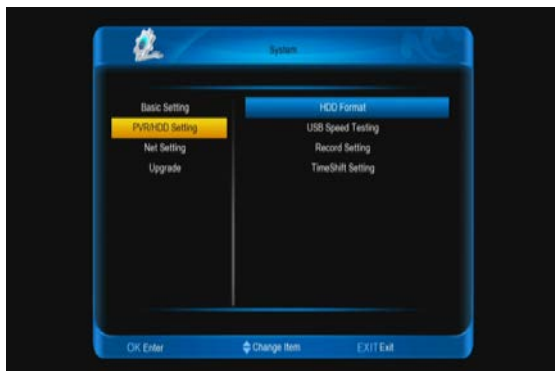 System
Basic Setting
PVR/HDD Setting
Net Setting
Upgrade
HDD Format
USB Speed Testing
Record Setting
TimeShift Setting
OK Enter
Change Item
EXIT Exit